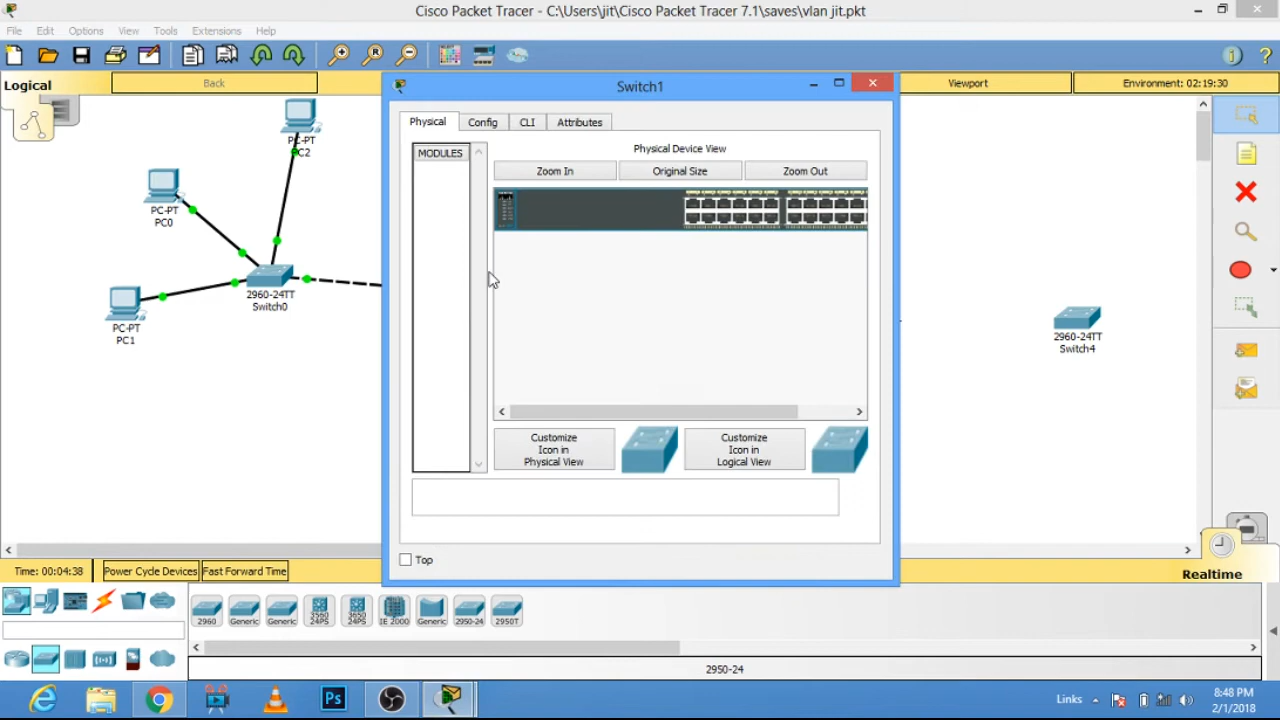 Cisco Packet Tracer - C:\Users\jit\Cisco Packet Tracer 7.1\saves\vlan jit.pkt
File Edit Options View Tools Extensions Help
Logical
Back
Viewport
Environment: 02:19:30
Switch1
Physical Config CLI Attributes
MODULES
Physical Device View
Zoom In
Original Size
Zoom Out
Customize
Icon in
Physical View
Customize
Icon in
Logical View
Top
PC-PT
PC2
PC-PT
PC0
2960-24TT
Switch0
PC-PT
PC1
2960-24TT
Switch4
Time: 00:04:38
Power Cycle Devices
Fast Forward Time
Realtime
2960
Generic
Generic
3560
24PS
3650
24PS
IE 2000
Generic
2950-24
2950T
2950-24
Ps
Links
8:48 PM
2/1/2018